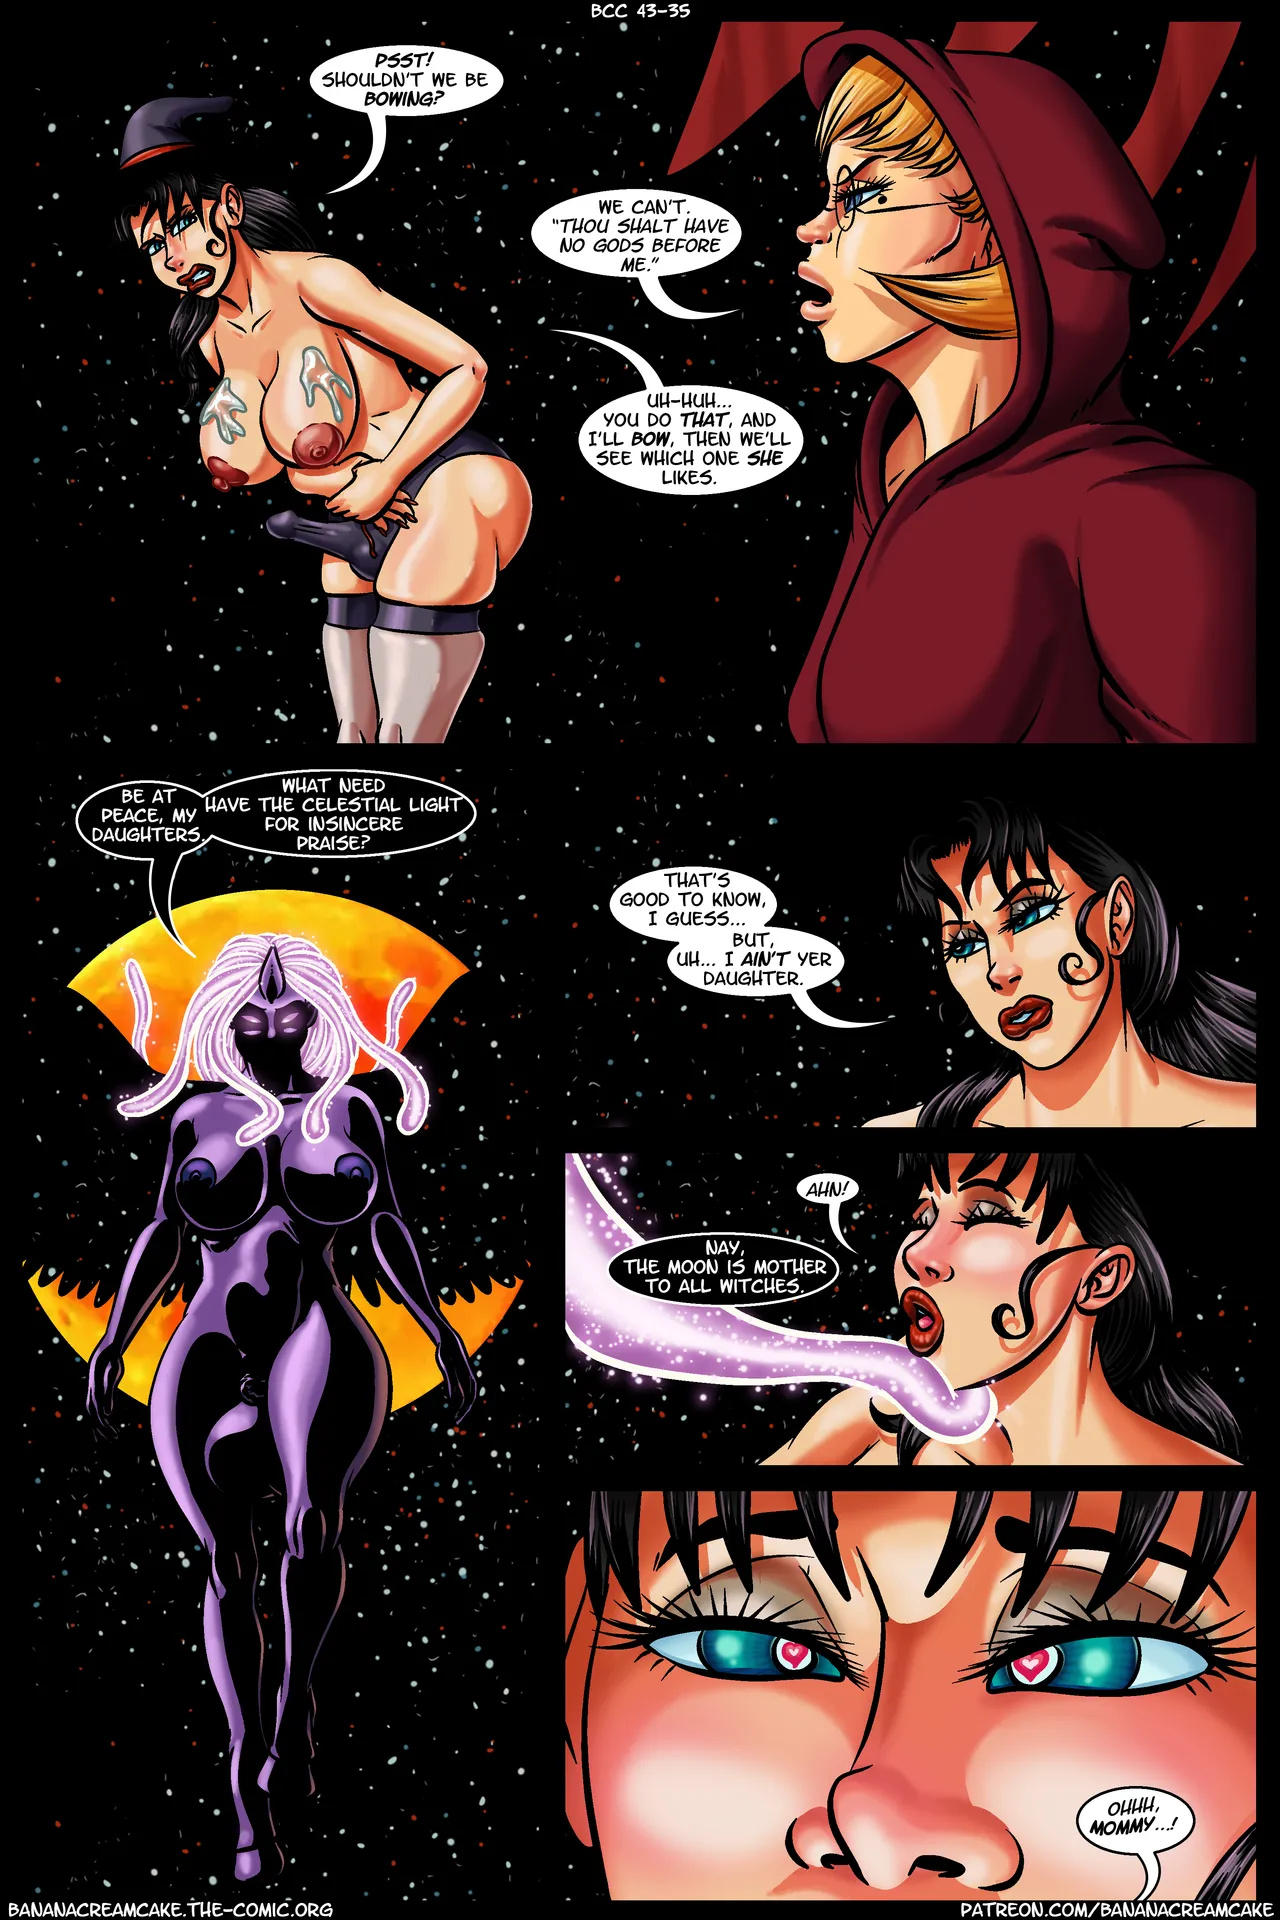 BCC 43-35
PSST!
SHOULDN'T WE BE
BOWING?
WE CAN'T.
"THOU SHALT HAVE
NO GODS BEFORE
ME."
UH-HUH...
YOU DO THAT, AND
I'LL BOW, THEN WE'LL
SEE WHICH ONE SHE
LIKES.
BE AT
PEACE, MY
DAUGHTERS.
WHAT NEED
HAVE THE CELESTIAL LIGHT
FOR INSINCERE
PRAISE?
THAT'S
GOOD TO KNOW,
I GUESS...
BUT,
UH... I AIN'T YER
DAUGHTER.
AHN!
NAY,
THE MOON IS MOTHER
TO ALL WITCHES.
OHHH,
MOMMY...!
BANANACREAMCAKE.THE-COMIC.ORG
PATREON.COM/BANANACREAMCAKE